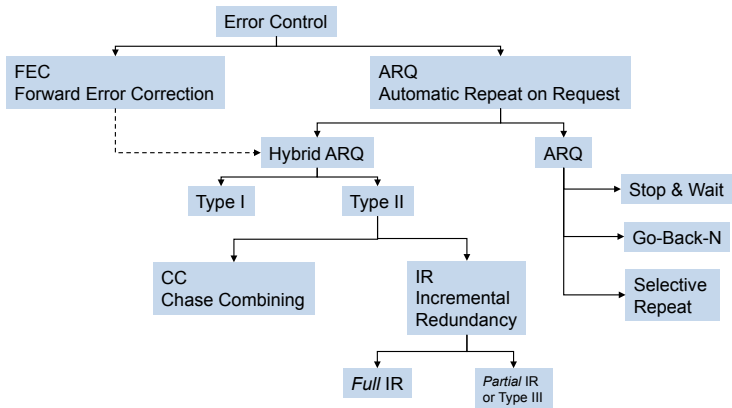 Error Control
FEC
Forward Error Correction
ARQ
Automatic Repeat on Request
Hybrid ARQ
ARQ
Type I
Type II
Stop & Wait
Go-Back-N
CC
Chase Combining
IR
Incremental
Redundancy
Selective
Repeat
Full IR
Partial IR
or Type III